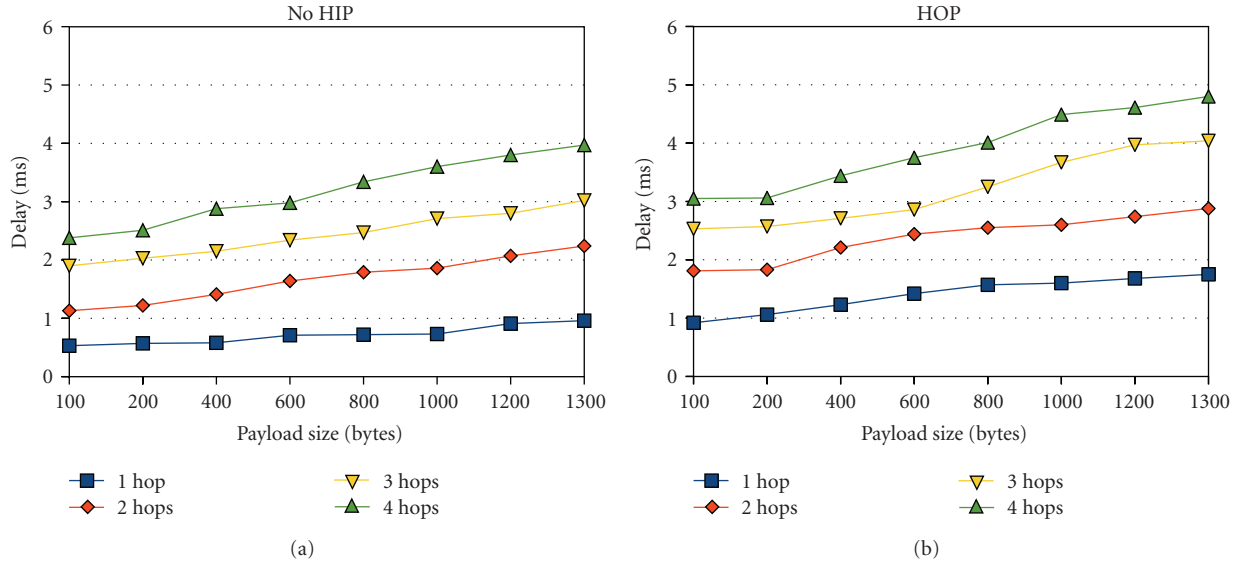 No HIP
6
5
4
3
2
1
0
Delay (ms)
100 200 400 600 800 1000 1200 1300
Payload size (bytes)
1 hop
2 hops
3 hops
4 hops
(a)
HOP
6
5
4
3
2
1
0
Delay (ms)
100 200 400 600 800 1000 1200 1300
Payload size (bytes)
1 hop
2 hops
3 hops
4 hops
(b)